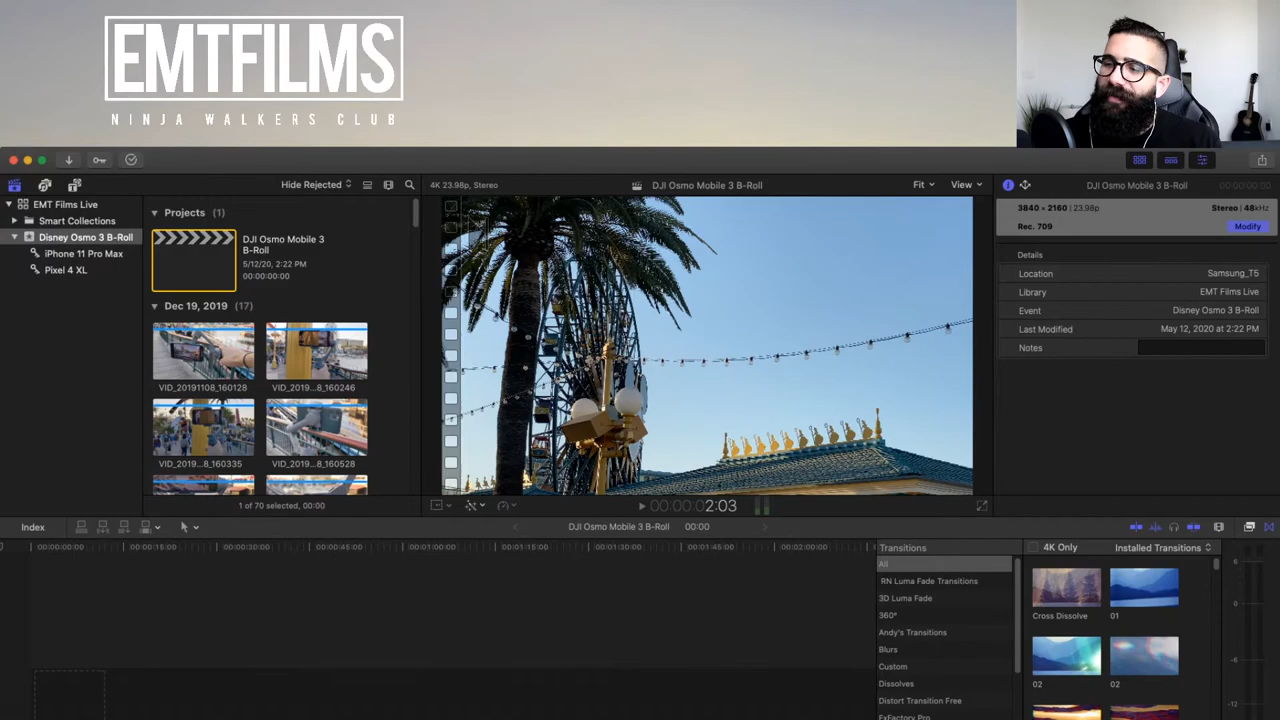 EMTFILMS
NINJA WALKERS CLUB
Hide Rejected
4K 23.98p, Stereo
DJI Osmo Mobile 3 B-Roll
Fit
View
DJI Osmo Mobile 3 B-Roll
00:00:00:00
EMT Films Live
Smart Collections
Disney Osmo 3 B-Roll
iPhone 11 Pro Max
Pixel 4 XL
Projects (1)
DJI Osmo Mobile 3
B-Roll
5/12/20, 2:22 PM
00:00:00:00
Dec 19, 2019 (17)
VID_20191108_160128
VID_2019...8_160246
VID_2019...8_160335
VID_2019...8_160528
1 of 70 selected, 00:00
3840 × 2160 | 23.98p
Stereo | 48kHz
Rec. 709
Modify
Details
Location
Samsung_T5
Library
EMT Films Live
Event
Disney Osmo 3 B-Roll
Last Modified
May 12, 2020 at 2:22 PM
Notes
00:00:02:03
Index
DJI Osmo Mobile 3 B-Roll
00:00
00:00:00:00
00:00:15:00
00:00:30:00
00:00:45:00
00:01:00:00
00:01:15:00
00:01:30:00
00:01:45:00
00:02:00:00
Transitions
4K Only
Installed Transitions
All
RN Luma Fade Transitions
3D Luma Fade
360°
Andy's Transitions
Blurs
Custom
Dissolves
Distort Transition Free
FxFactory Pro
Cross Dissolve
01
02
02
6
0
-6
-12